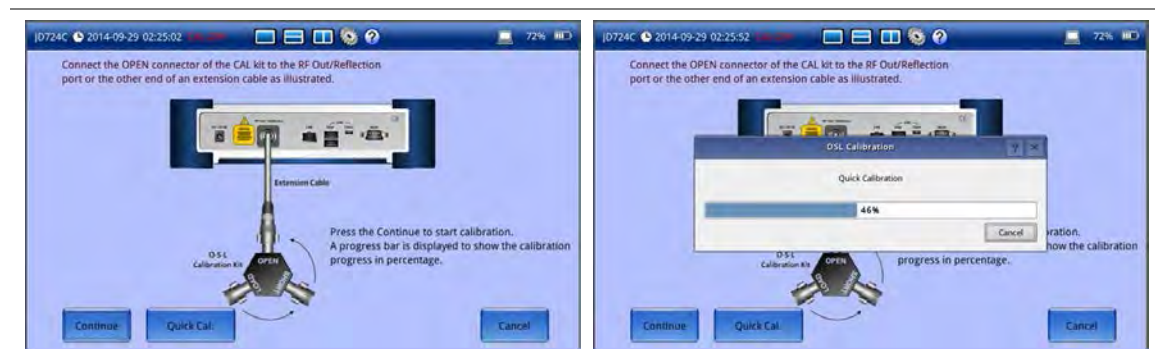 JD724C 2014-09-29 02:25:02
72%
Connect the OPEN connector of the CAL kit to the RF Out/Reflection
port or the other end of an extension cable as illustrated.
Extension Cable
Press the Continue to start calibration.
A progress bar is displayed to show the calibration
progress in percentage.
O-S-L
Calibration Kit
OPEN
SHORT
LOAD
Continue
Quick Cal.
Cancel
JD724C 2014-09-29 02:25:52
72%
Connect the OPEN connector of the CAL kit to the RF Out/Reflection
port or the other end of an extension cable as illustrated.
OSL Calibration
Quick Calibration
46%
Cancel
bration.
how the calibration
progress in percentage.
O-S-L
Calibration Kit
OPEN
SHORT
LOAD
Continue
Quick Cal.
Cancel